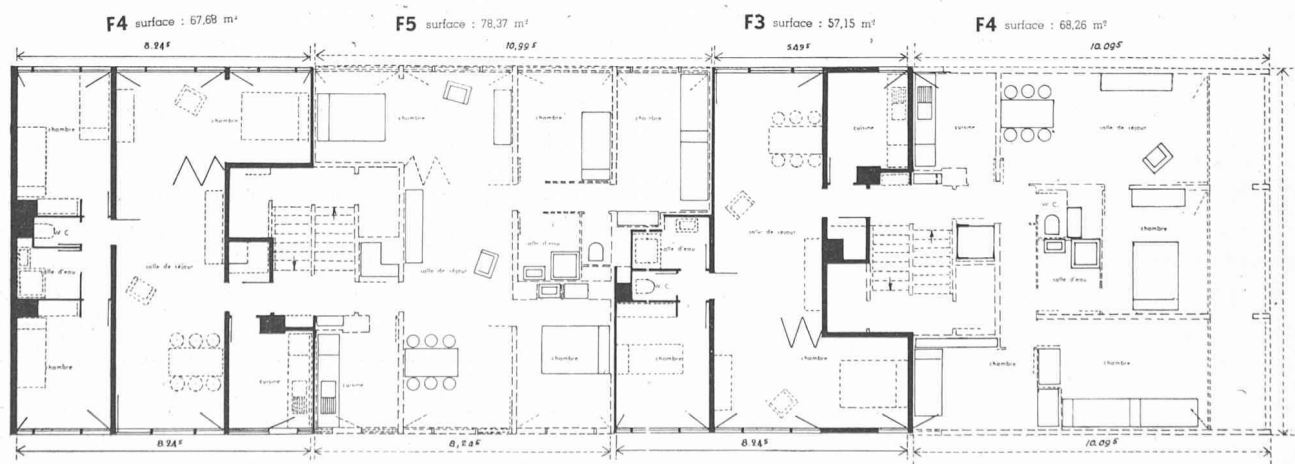 F4 surface : 67,68 m²
F5 surface : 78,37 m²
F3 surface : 57,15 m²
F4 surface : 68,26 m²
8.24⁵
10,99⁵
5.49⁵
10.09⁵
chambre
chambre
chambre
chambre
chambre
cuisine
cuisine
salle de séjour
W.C.
W.C.
salle d'eau
salle de séjour
salle de séjour
salle d'eau
W.C.
salle d'eau
salle de séjour
chambre
salle d'eau
W.C.
chambre
cuisine
cuisine
chambre
chambre
chambre
chambre
chambre
8.24⁵
8,24⁵
8.24⁵
10.09⁵